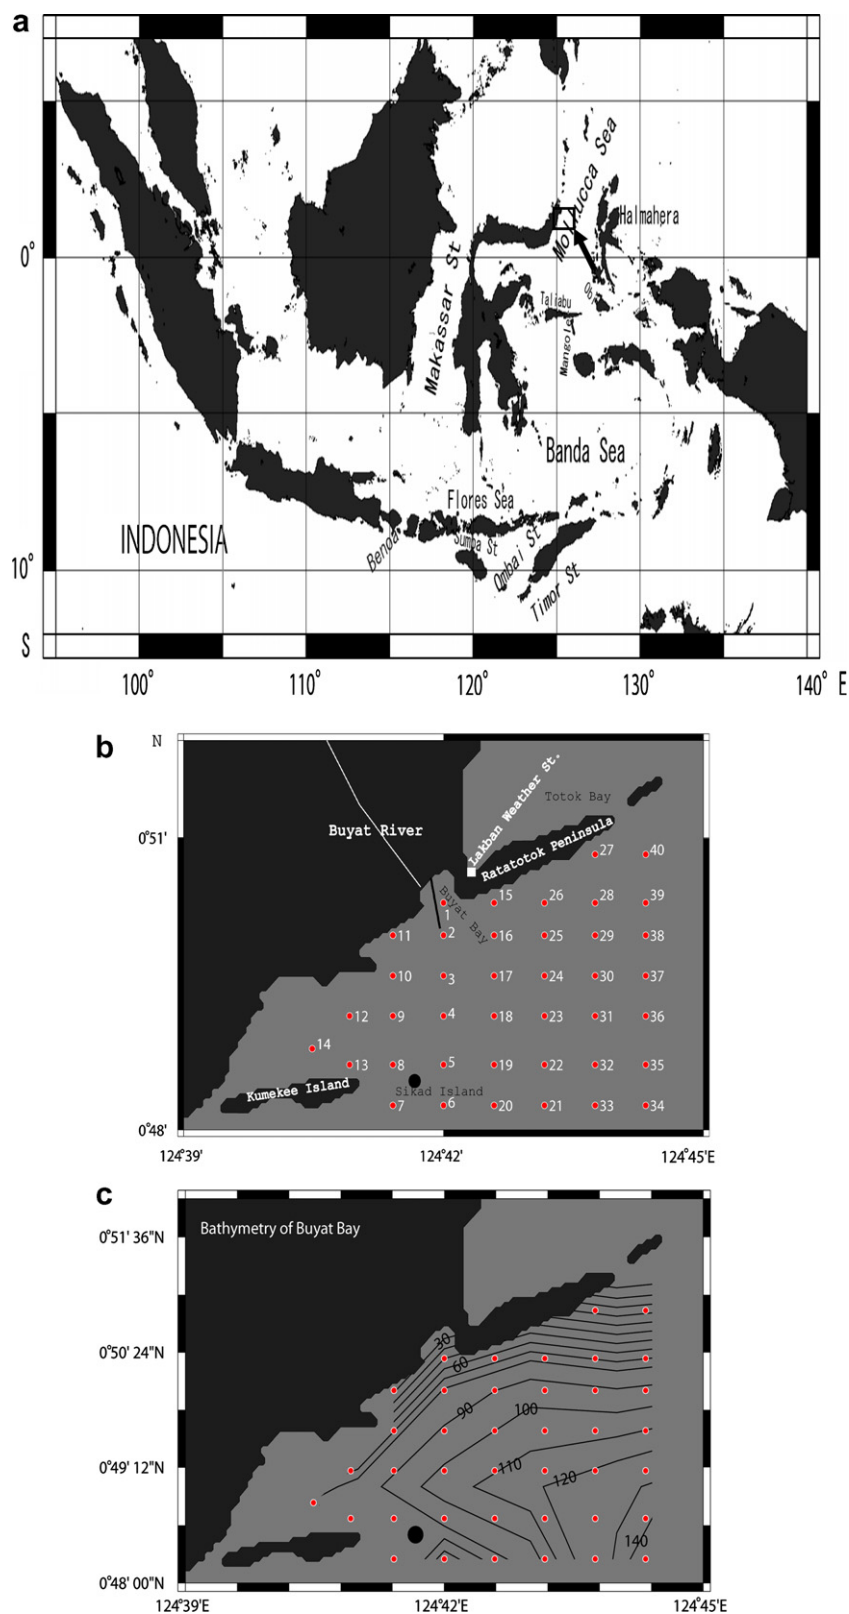 a
Molucca Sea
Halmahera
0°
Makassar St
Obi
Taliabu
Mangole
Banda Sea
Flores Sea
INDONESIA
Benoa
Sumba St
Ombai St
Timor St
10°
S
100° 110° 120° 130° 140° E
b
N
Lakban Weather St.
Totok Bay
0°51'
Buyat River
Ratatotok Peninsula
27 40
Buyat Bay
1 15 26 28 39
11 2 16 25 29 38
10 3 17 24 30 37
12 9 4 18 23 31 36
14
13 8 5 19 22 32 35
Kumekee Island
Sikad Island
7 6 20 21 33 34
0°48'
124°39' 124°42' 124°45'E
c
Bathymetry of Buyat Bay
0°51' 36"N
0°50' 24"N
30
60
90
100
0°49' 12"N
110
120
140
0°48' 00"N
124°39'E 124°42'E 124°45'E